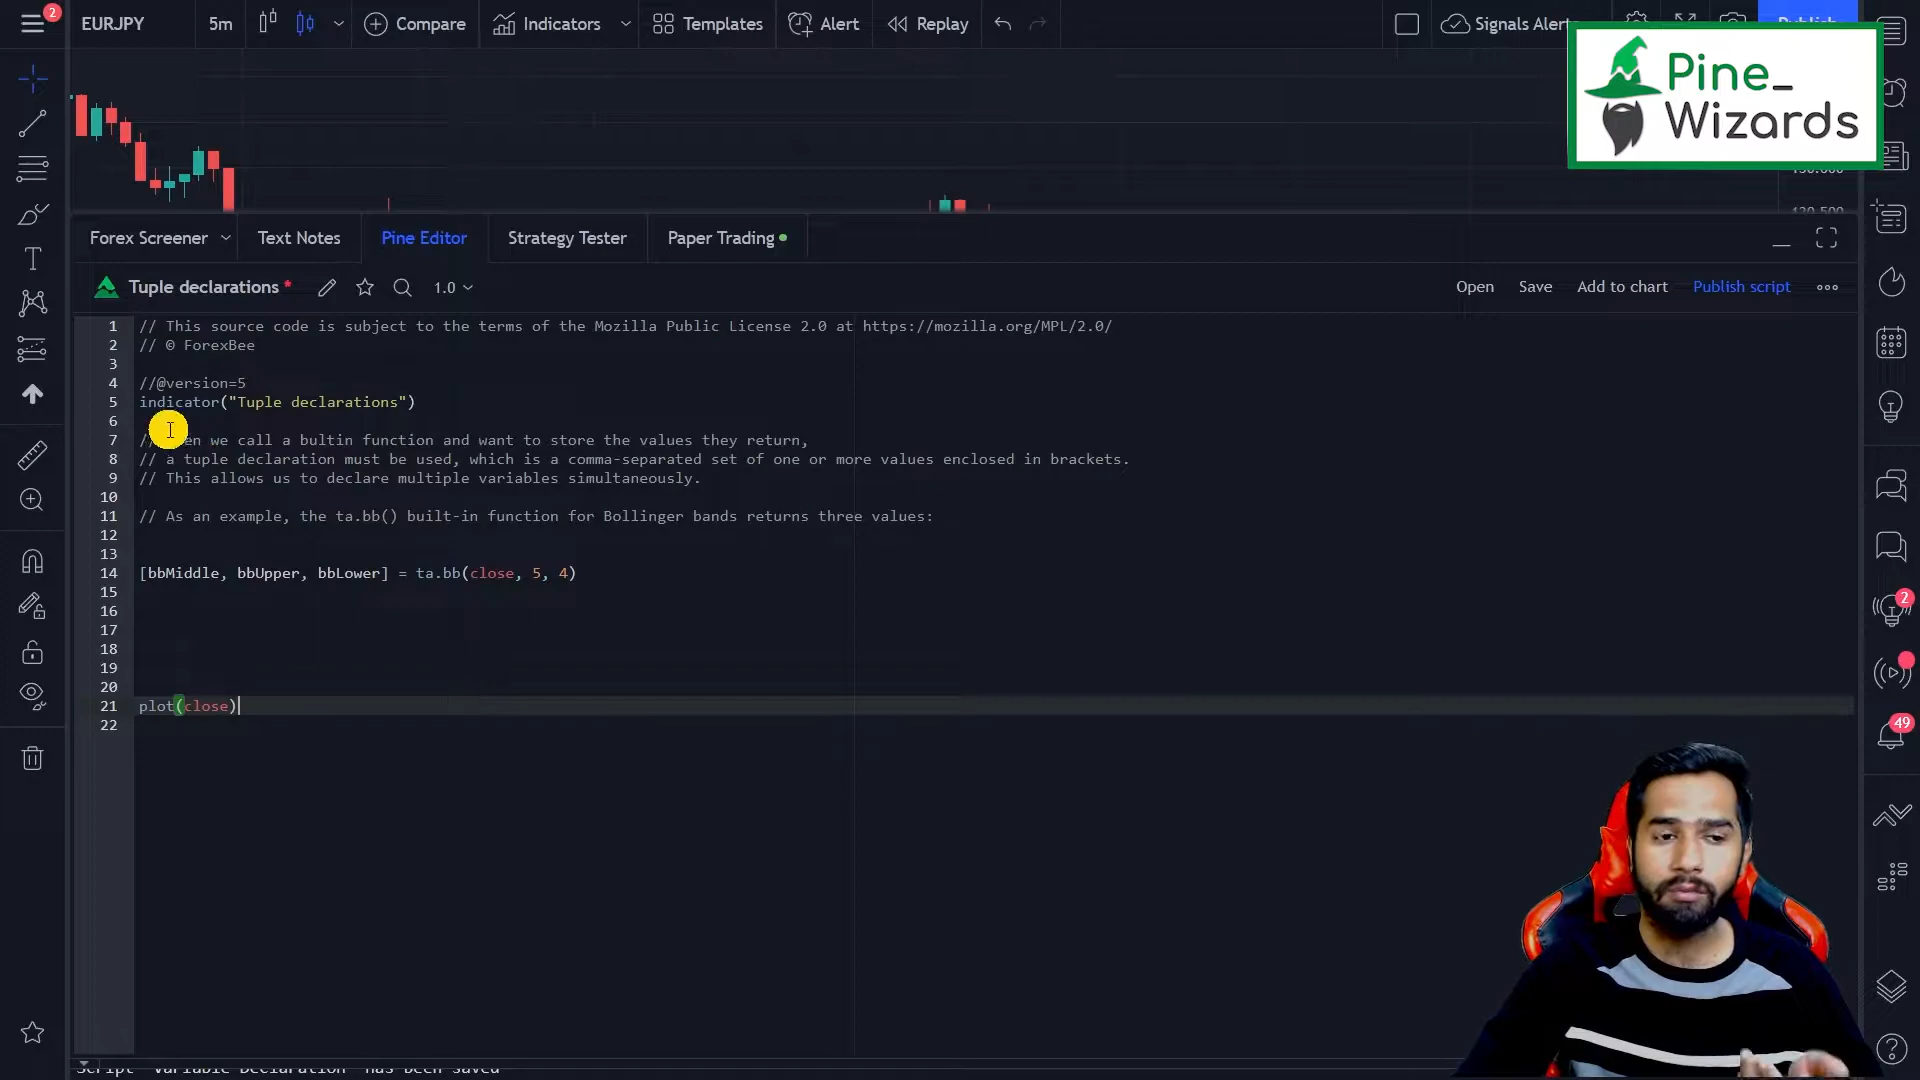 2
EURJPY
5m
Compare
Indicators
Templates
Alert
Replay
Signals Alert
Pine_
Wizards
Forex Screener
Text Notes
Pine Editor
Strategy Tester
Paper Trading
Tuple declarations *
1.0
Open
Save
Add to chart
Publish script
1 // This source code is subject to the terms of the Mozilla Public License 2.0 at https://mozilla.org/MPL/2.0/
2 // © ForexBee
3
4 //@version=5
5 indicator("Tuple declarations")
6
7 // en we call a bultin function and want to store the values they return,
8 // a tuple declaration must be used, which is a comma-separated set of one or more values enclosed in brackets.
9 // This allows us to declare multiple variables simultaneously.
10
11 // As an example, the ta.bb() built-in function for Bollinger bands returns three values:
12
13
14 [bbMiddle, bbUpper, bbLower] = ta.bb(close, 5, 4)
15
16
17
18
19
20
21 plot(close)
22
2
49